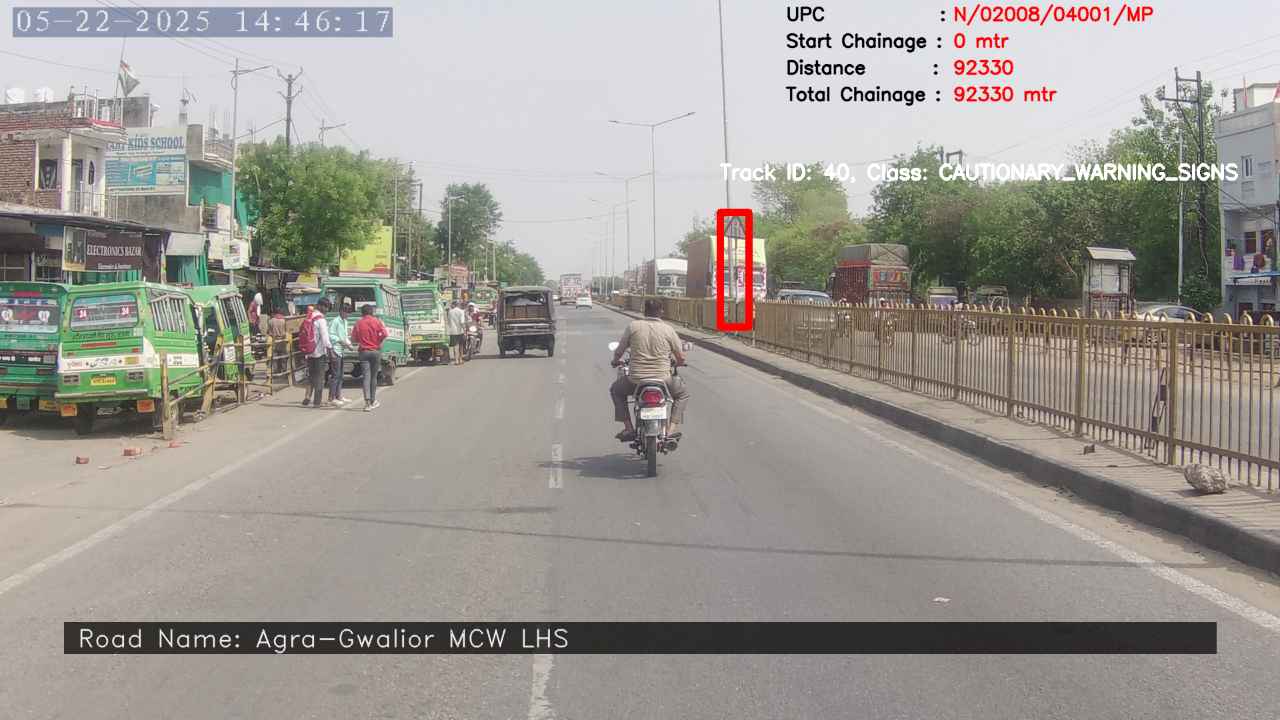 05-22-2025 14:46:17
UPC : N/02008/04001/MP
Start Chainage : 0 mtr
Distance : 92330
Total Chainage : 92330 mtr
Track ID: 40, Class: CAUTIONARY_WARNING_SIGNS
KIDS SCHOOL
ELECTRONICS BAZAR
Road Name: Agra-Gwalior MCW LHS